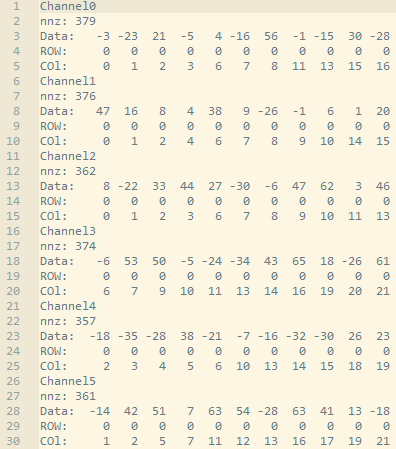 1 Channel0
2 nnz: 379
3 Data: -3 -23 21 -5 4 -16 56 -1 -15 30 -28
4 ROW: 0 0 0 0 0 0 0 0 0 0 0
5 COl: 0 1 2 3 6 7 8 11 13 15 16
6 Channel1
7 nnz: 376
8 Data: 47 16 8 4 38 9 -26 -1 6 1 20
9 ROW: 0 0 0 0 0 0 0 0 0 0 0
10 COl: 0 1 2 4 6 7 8 9 10 14 15
11 Channel2
12 nnz: 362
13 Data: 8 -22 33 44 27 -30 -6 47 62 3 46
14 ROW: 0 0 0 0 0 0 0 0 0 0 0
15 COl: 0 1 2 3 6 7 8 9 10 11 13
16 Channel3
17 nnz: 374
18 Data: -6 53 50 -5 -24 -34 43 65 18 -26 61
19 ROW: 0 0 0 0 0 0 0 0 0 0 0
20 COl: 6 7 9 10 11 13 14 16 19 20 21
21 Channel4
22 nnz: 357
23 Data: -18 -35 -28 38 -21 -7 -16 -32 -30 26 23
24 ROW: 0 0 0 0 0 0 0 0 0 0 0
25 COl: 2 3 4 5 6 10 13 14 15 18 19
26 Channel5
27 nnz: 361
28 Data: -14 42 51 7 63 54 -28 63 41 13 -18
29 ROW: 0 0 0 0 0 0 0 0 0 0 0
30 COl: 1 2 5 7 11 12 13 16 17 19 21